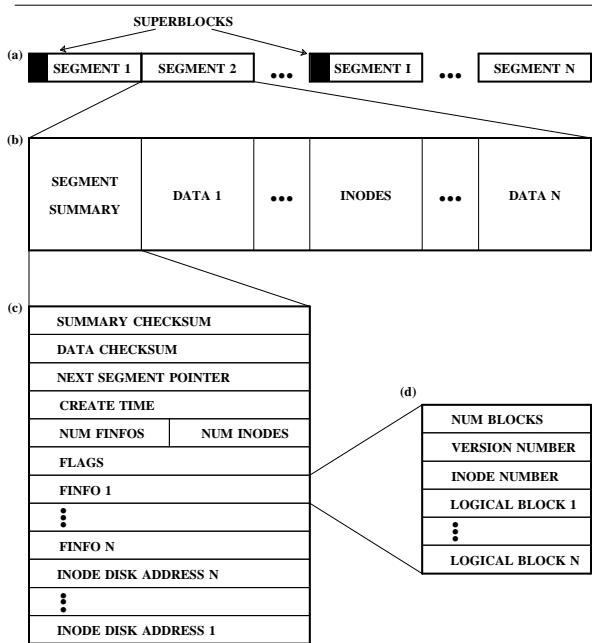 SUPERBLOCKS
(a) SEGMENT 1 SEGMENT 2 ••• SEGMENT I ••• SEGMENT N
(b)
SEGMENT
SUMMARY
DATA 1 ••• INODES ••• DATA N
(c)
SUMMARY CHECKSUM
DATA CHECKSUM
NEXT SEGMENT POINTER
CREATE TIME
NUM FINFOS NUM INODES
FLAGS
FINFO 1
FINFO N
INODE DISK ADDRESS N
INODE DISK ADDRESS 1
(d)
NUM BLOCKS
VERSION NUMBER
INODE NUMBER
LOGICAL BLOCK 1
LOGICAL BLOCK N